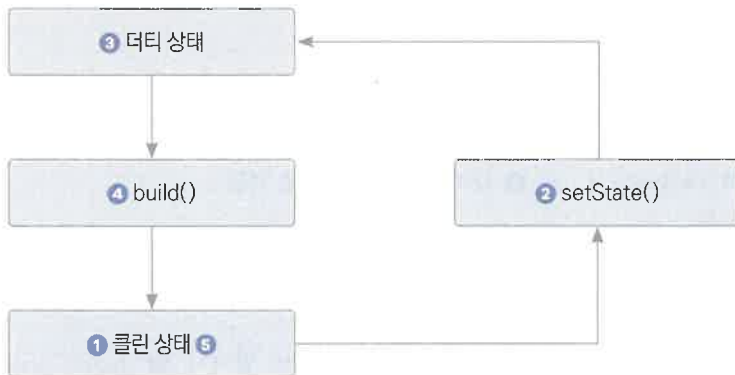 ❸ 더티 상태
❹ build()
❷ setState()
❶ 클린 상태 ❺